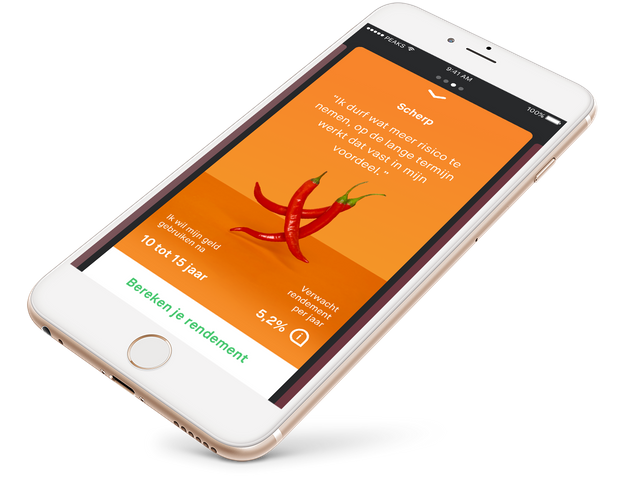 PEAKS
9:41 AM
100%
Scherp
“Ik durf wat meer risico te
nemen, op de lange termijn
werkt dat vast in mijn
voordeel.”
Ik wil mijn geld
gebruiken na
10 tot 15 jaar
Verwacht
rendement
per jaar
5,2% i
Bereken je rendement